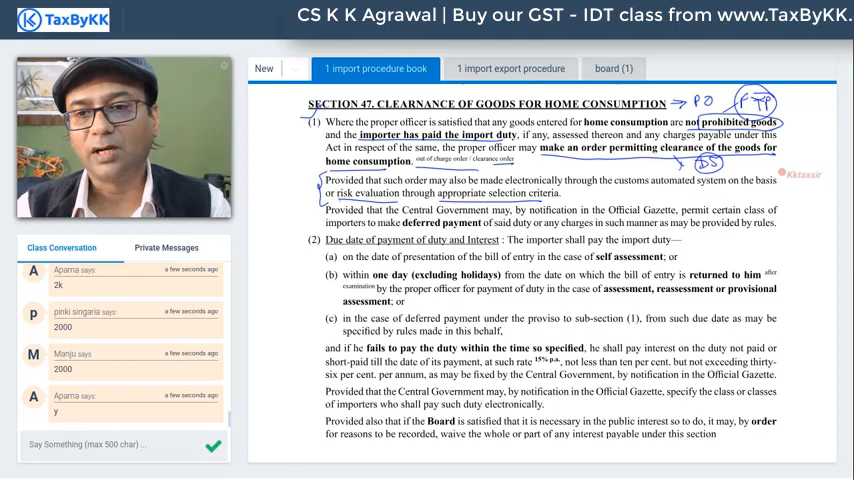 CS K K Agrawal | Buy our GST - IDT class from www.TaxByKK.
TaxByKK
New
1 import procedure book
1 import export procedure
board (1)
SECTION 47. CLEARNANCE OF GOODS FOR HOME CONSUMPTION → PO FTP
(1) Where the proper officer is satisfied that any goods entered for home consumption are not prohibited goods
and the importer has paid the import duty, if any, assessed thereon and any charges payable under this
Act in respect of the same, the proper officer may make an order permitting clearance of the goods for
home consumption. out of charge order / clearance order
DS
Kktaxsir
Provided that such order may also be made electronically through the customs automated system on the basis
or risk evaluation through appropriate selection criteria.
Provided that the Central Government may, by notification in the Official Gazette, permit certain class of
importers to make deferred payment of said duty or any charges in such manner as may be provided by rules.
(2) Due date of payment of duty and Interest : The importer shall pay the import duty—
(a) on the date of presentation of the bill of entry in the case of self assessment; or
(b) within one day (excluding holidays) from the date on which the bill of entry is returned to him after
examination by the proper officer for payment of duty in the case of assessment, reassessment or provisional
assessment; or
(c) in the case of deferred payment under the proviso to sub-section (1), from such due date as may be
specified by rules made in this behalf,
and if he fails to pay the duty within the time so specified, he shall pay interest on the duty not paid or
short-paid till the date of its payment, at such rate 15% p.a. not less than ten per cent. but not exceeding thirty-
six per cent. per annum, as may be fixed by the Central Government, by notification in the Official Gazette.
Provided that the Central Government may, by notification in the Official Gazette, specify the class or classes
of importers who shall pay such duty electronically.
Provided also that if the Board is satisfied that it is necessary in the public interest so to do, it may, by order
for reasons to be recorded, waive the whole or part of any interest payable under this section
Class Conversation
Private Messages
A Aparna says: a few seconds ago
2k
p pinki singaria says: a few seconds ago
2000
M Manju says: a few seconds ago
2000
A Aparna says: a few seconds ago
y
Say Something (max 500 char) ...